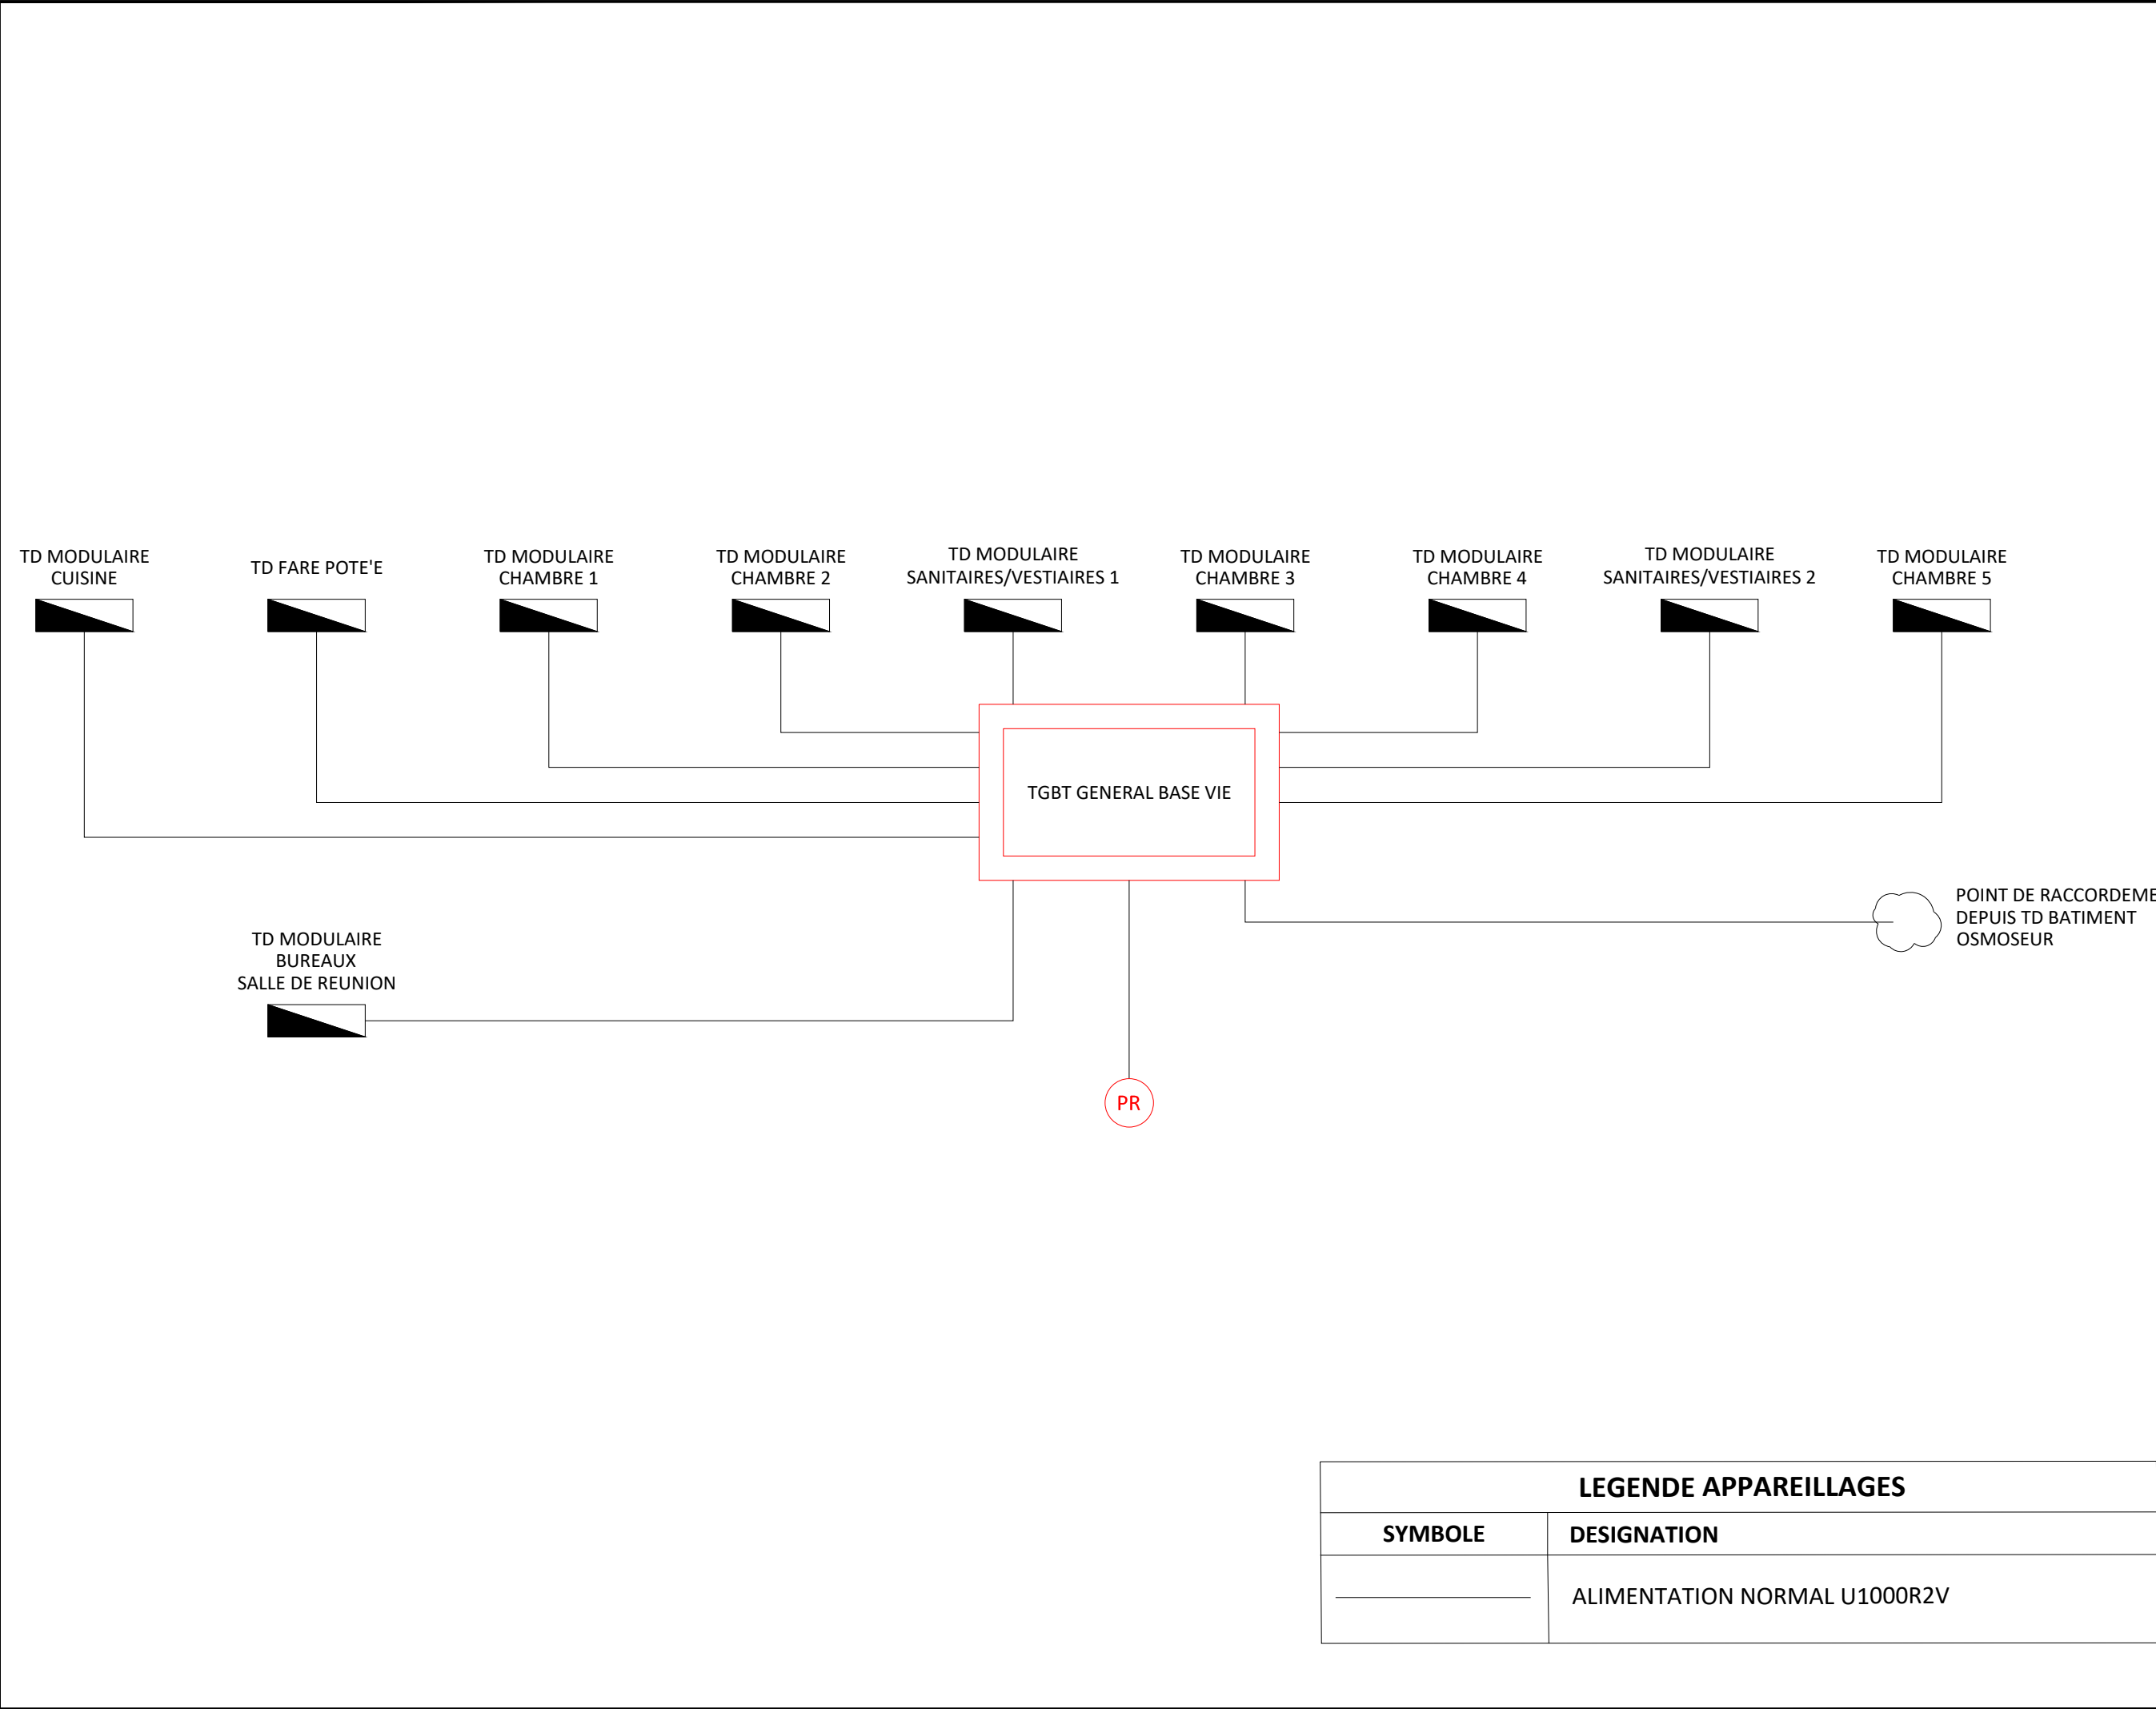 TD MODULAIRE
CUISINE
TD FARE POTE'E
TD MODULAIRE
CHAMBRE 1
TD MODULAIRE
CHAMBRE 2
TD MODULAIRE
SANITAIRES/VESTIAIRES 1
TD MODULAIRE
CHAMBRE 3
TD MODULAIRE
CHAMBRE 4
TD MODULAIRE
SANITAIRES/VESTIAIRES 2
TD MODULAIRE
CHAMBRE 5
TGBT GENERAL BASE VIE
POINT DE RACCORDEME
DEPUIS TD BATIMENT
OSMOSEUR
TD MODULAIRE
BUREAUX
SALLE DE REUNION
PR
LEGENDE APPAREILLAGES
SYMBOLE
DESIGNATION
ALIMENTATION NORMAL U1000R2V